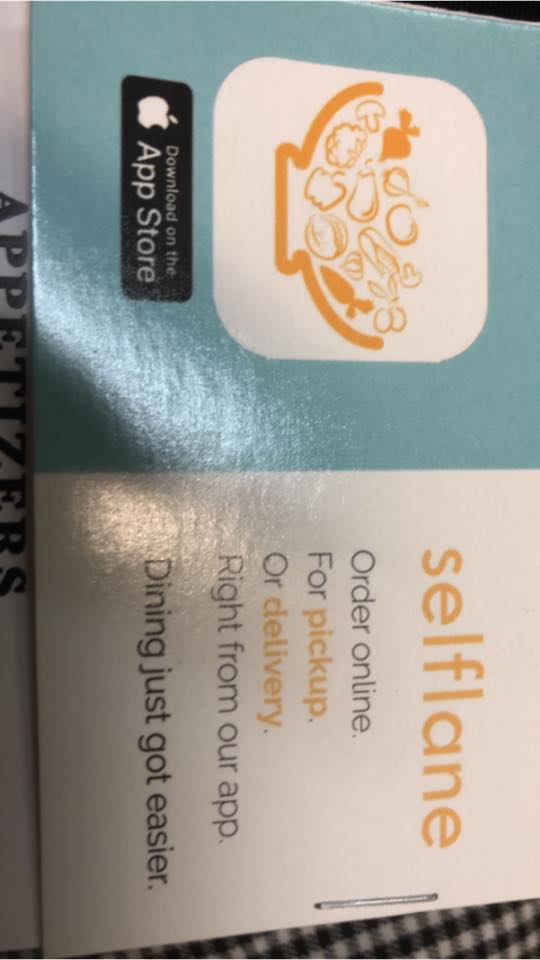 Download on the
App Store
selflane
Order online.
For pickup.
Or delivery.
Right from our app.
Dining just got easier.
APPETIZERS